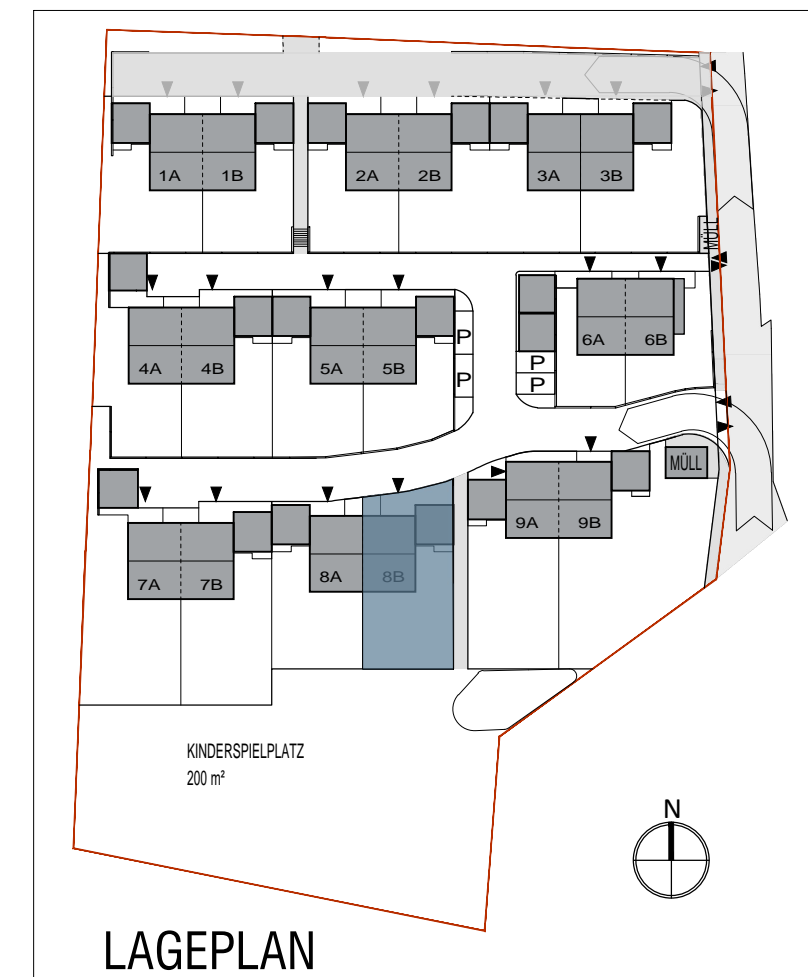 1A 1B 2A 2B 3A 3B
MÜLL
4A 4B 5A 5B P P P P 6A 6B
MÜLL
7A 7B 8A 8B 9A 9B
KINDERSPIELPLATZ
200 m²
N
LAGEPLAN